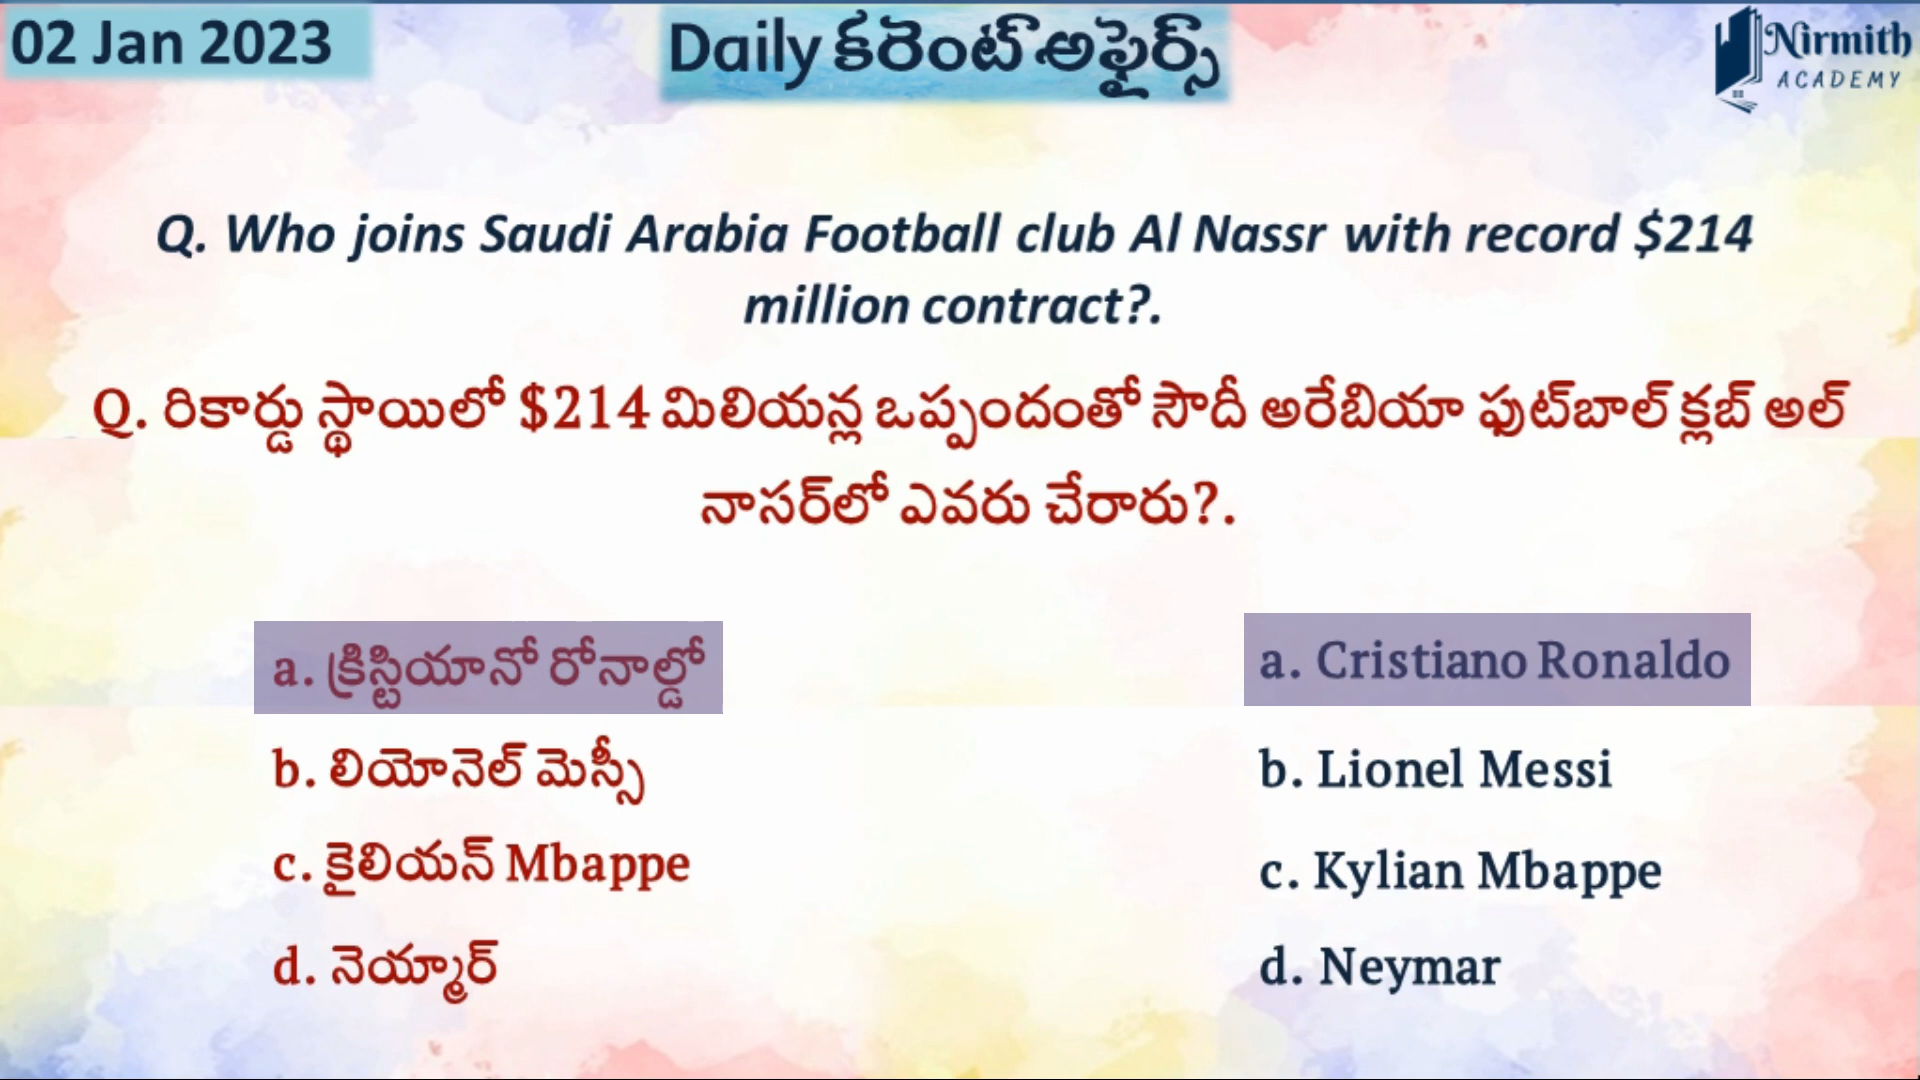 02 Jan 2023
Daily కరెంట్ అఫైర్స్
Nirmith
ACADEMY
Q. Who joins Saudi Arabia Football club Al Nassr with record $214
million contract?.
Q. రికార్డు స్థాయిలో $214 మిలియన్ల ఒప్పందంతో సౌదీ అరేబియా ఫుట్‌బాల్ క్లబ్ అల్
నాసర్‌లో ఎవరు చేరారు?.
a. క్రిస్టియానో రోనాల్డో
b. లియోనెల్ మెస్సీ
c. కైలియన్ Mbappe
d. నెయ్మార్
a. Cristiano Ronaldo
b. Lionel Messi
c. Kylian Mbappe
d. Neymar